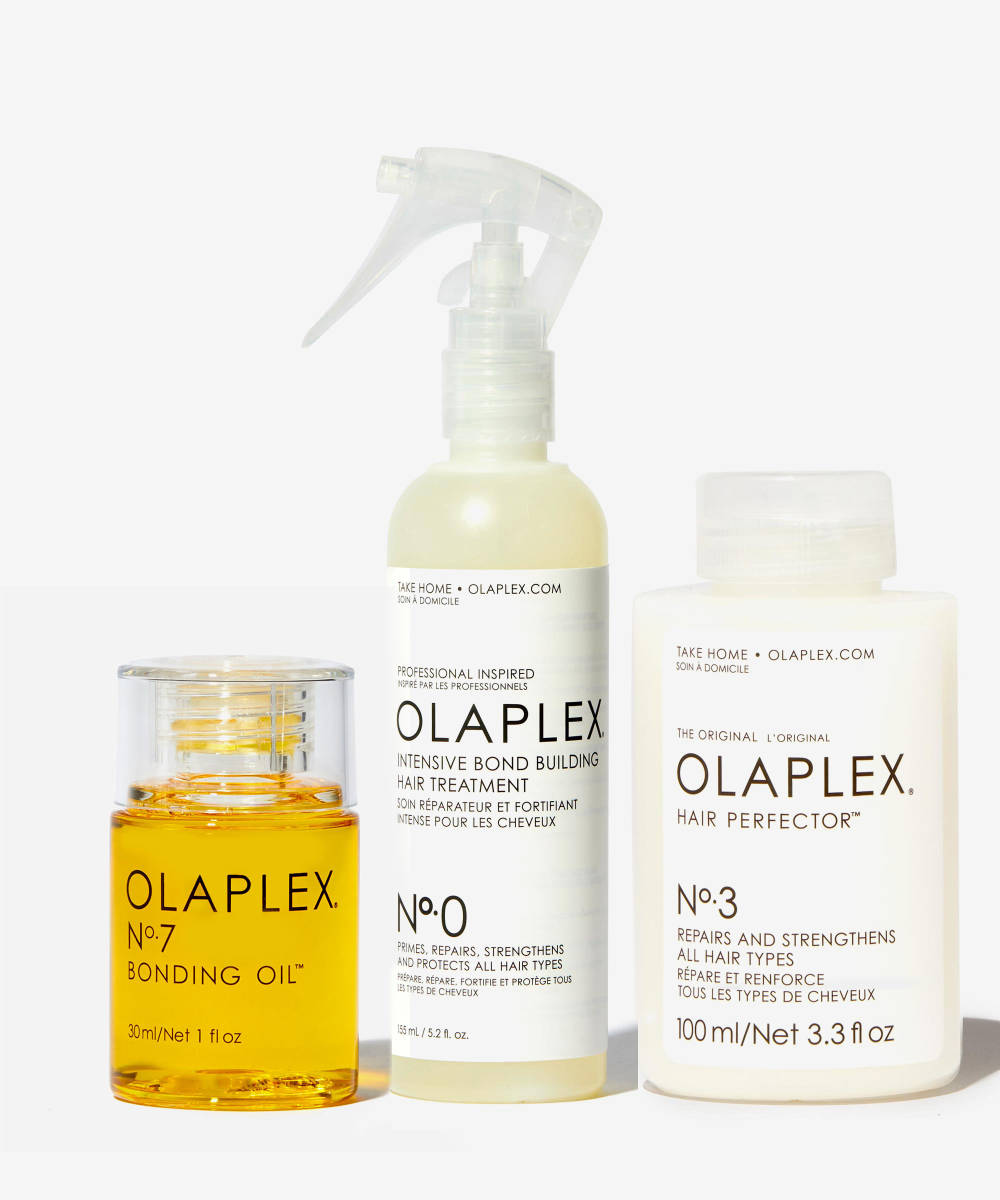 OLAPLEX®
Nº.7
BONDING OIL™
30ml/Net 1 fl oz
TAKE HOME • OLAPLEX.COM
SOIN À DOMICILE
PROFESSIONAL INSPIRED
INSPIRÉ PAR LES PROFESSIONNELS
OLAPLEX®
INTENSIVE BOND BUILDING
HAIR TREATMENT
SOIN RÉPARATEUR ET FORTIFIANT
INTENSE POUR LES CHEVEUX
Nº.0
PRIMES, REPAIRS, STRENGTHENS
AND PROTECTS ALL HAIR TYPES
PRÉPARE, RÉPARE, FORTIFIE ET PROTÈGE TOUS
LES TYPES DE CHEVEUX
155 mL / 5.2 fl. oz.
TAKE HOME • OLAPLEX.COM
SOIN À DOMICILE
THE ORIGINAL L'ORIGINAL
OLAPLEX®
HAIR PERFECTOR™
Nº.3
REPAIRS AND STRENGTHENS
ALL HAIR TYPES
RÉPARE ET RENFORCE
TOUS LES TYPES DE CHEVEUX
100 ml/Net 3.3 fl oz